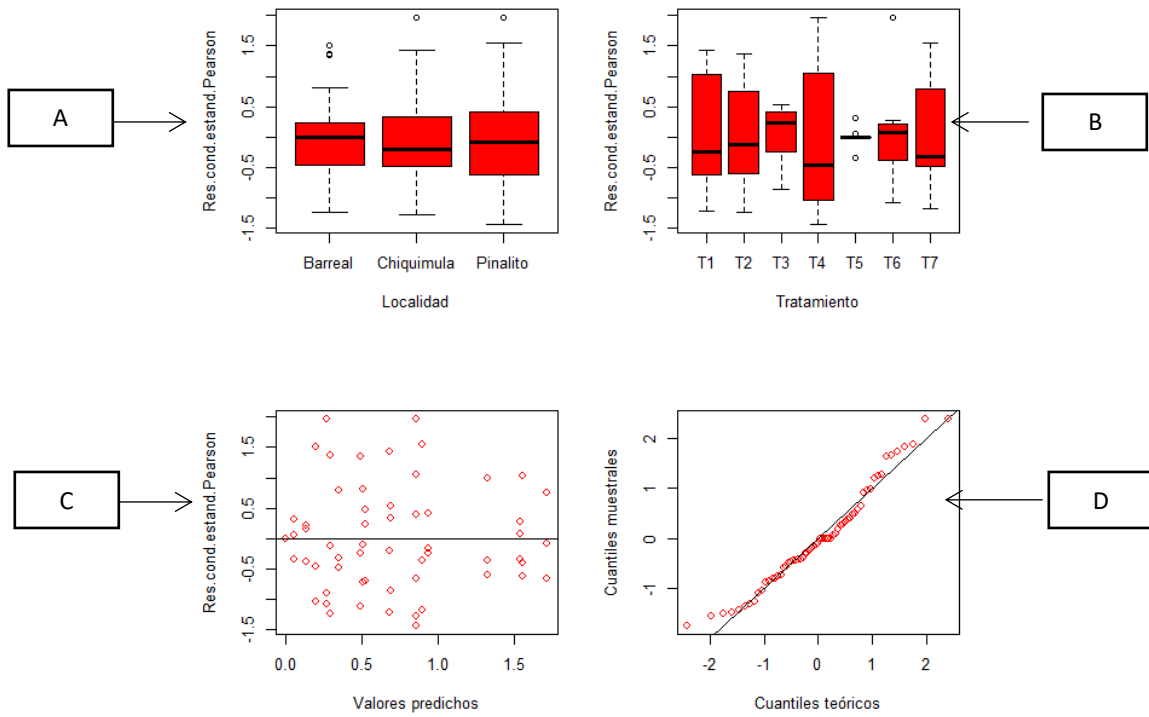 A
Res.cond.estand.Pearson
1.5
0.5
-0.5
-1.5
Barreal Chiquimula Pinalito
Localidad
Res.cond.estand.Pearson
1.5
0.5
-0.5
-1.5
T1 T2 T3 T4 T5 T6 T7
Tratamiento
B
C
Res.cond.estand.Pearson
1.5
0.5
-0.5
-1.5
0.0 0.5 1.0 1.5
Valores predichos
Cuantiles muestrales
2
1
0
-1
-2 -1 0 1 2
Cuantiles teóricos
D